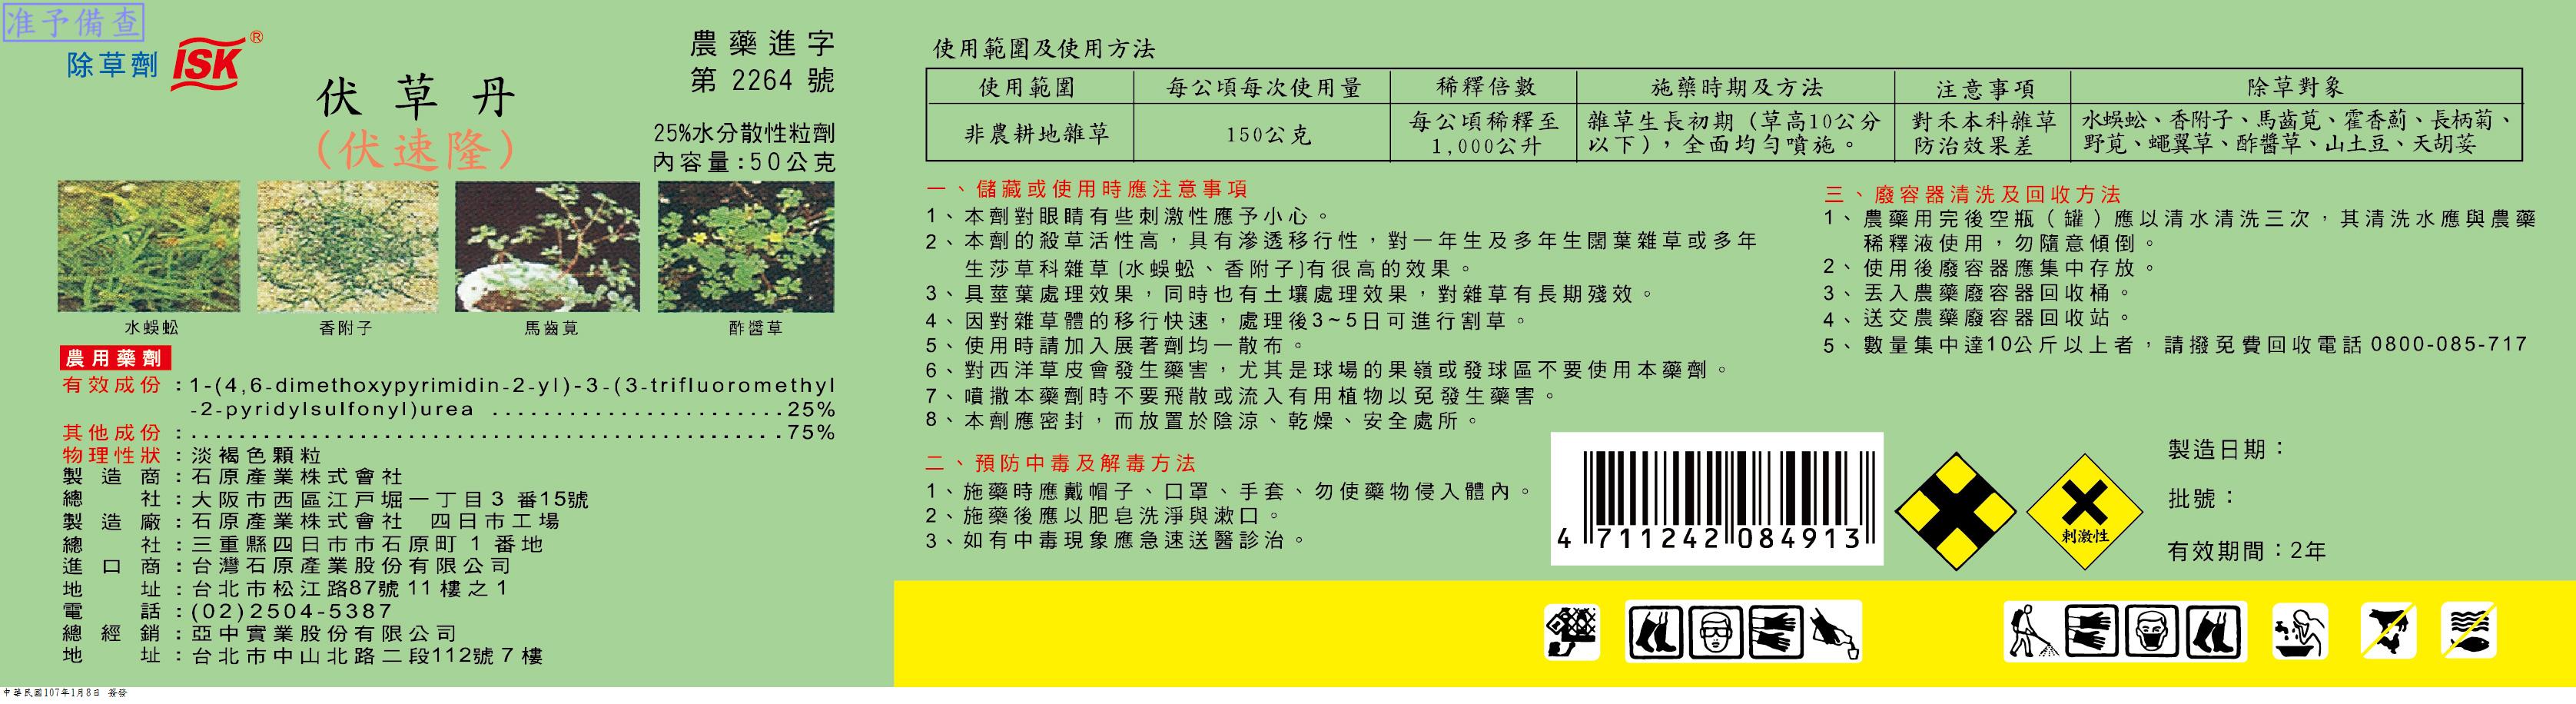 准予備查
除草劑 ISK®
農藥進字
第 2264 號
伏草丹
(伏速隆)
25%水分散性粒劑
內容量:50公克
水蜈蚣 香附子 馬齒莧 酢醬草
農用藥劑
有效成份:1-(4,6-dimethoxypyrimidin-2-yl)-3-(3-trifluoromethyl
-2-pyridylsulfonyl)urea ........................25%
其他成份:.................................................75%
物理性狀:淡褐色顆粒
製造商:石原產業株式會社
總社:大阪市西區江戸堀一丁目3番15號
製造廠:石原產業株式會社 四日市工場
總社:三重縣四日市市石原町1番地
進口商:台灣石原產業股份有限公司
地址:台北市松江路87號11樓之1
電話:(02)2504-5387
總經銷:亞中實業股份有限公司
地址:台北市中山北路二段112號7樓
使用範圍及使用方法
使用範圍 每公頃每次使用量 稀釋倍數 施藥時期及方法 注意事項 除草對象
非農耕地雜草 150公克 每公頃稀釋至 雜草生長初期（草高10公分 對禾本科雜草 水蜈蚣、香附子、馬齒莧、霍香薊、長柄菊、
1,000公升 以下），全面均勻噴施。 防治效果差 野莧、蠅翼草、酢醬草、山土豆、天胡荽
一、儲藏或使用時應注意事項
1、本劑對眼睛有些刺激性應予小心。
2、本劑的殺草活性高，具有滲透移行性，對一年生及多年生闊葉雜草或多年
生莎草科雜草(水蜈蚣、香附子)有很高的效果。
3、具莖葉處理效果，同時也有土壤處理效果，對雜草有長期殘效。
4、因對雜草體的移行快速，處理後3~5日可進行割草。
5、使用時請加入展著劑均一散布。
6、對西洋草皮會發生藥害，尤其是球場的果嶺或發球區不要使用本藥劑。
7、噴撒本藥劑時不要飛散或流入有用植物以免發生藥害。
8、本劑應密封，而放置於陰涼、乾燥、安全處所。
二、預防中毒及解毒方法
1、施藥時應戴帽子、口罩、手套、勿使藥物侵入體內。
2、施藥後應以肥皂洗淨與漱口。
3、如有中毒現象應急速送醫診治。
三、廢容器清洗及回收方法
1、農藥用完後空瓶（罐）應以清水清洗三次，其清洗水應與農藥
稀釋液使用，勿隨意傾倒。
2、使用後廢容器應集中存放。
3、丟入農藥廢容器回收桶。
4、送交農藥廢容器回收站。
5、數量集中達10公斤以上者，請撥免費回收電話 0800-085-717
4 711242 084913
刺激性
製造日期：
批號：
有效期間：2年
中華民國107年1月8日 簽發